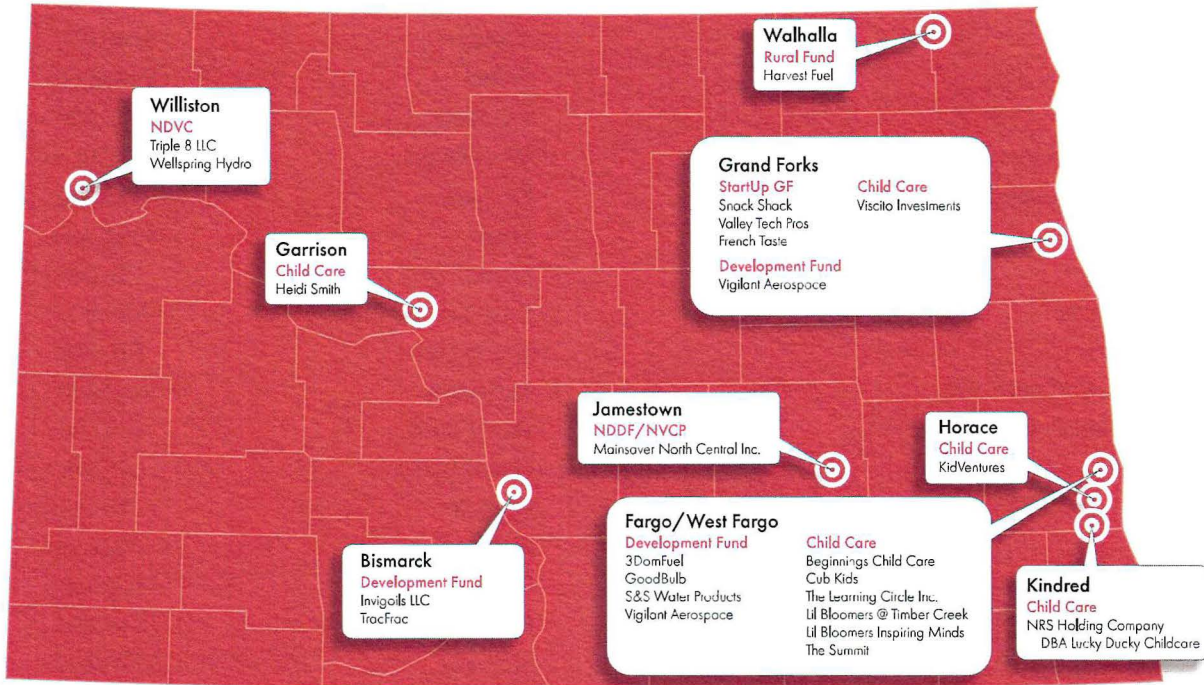 Walhalla
Rural Fund
Harvest Fuel
Williston
NDVC
Triple 8 LLC
Wellspring Hydro
Grand Forks
StartUp GF
Snack Shack
Valley Tech Pros
French Taste
Development Fund
Vigilant Aerospace
Child Care
Viscito Investments
Garrison
Child Care
Heidi Smith
Jamestown
NDDF/NVCP
Mainsaver North Central Inc.
Horace
Child Care
KidVentures
Bismarck
Development Fund
Invigoils LLC
TracFrac
Fargo/West Fargo
Development Fund
3DomFuel
GoodBulb
S&S Water Products
Vigilant Aerospace
Child Care
Beginnings Child Care
Cub Kids
The Learning Circle Inc.
Lil Bloomers @ Timber Creek
Lil Bloomers Inspiring Minds
The Summit
Kindred
Child Care
NRS Holding Company
DBA Lucky Ducky Childcare